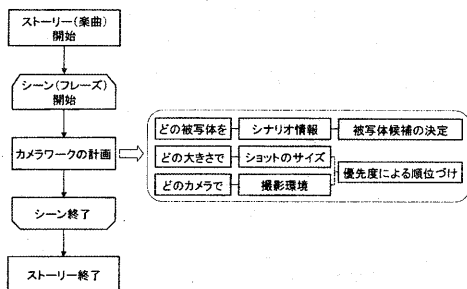 ストーリー(楽曲)
開始
シーン(フレーズ)
開始
カメラワークの計画
シーン終了
ストーリー終了
どの被写体を
シナリオ情報
被写体候補の決定
どの大きさで
ショットのサイズ
どのカメラで
撮影環境
優先度による順位づけ